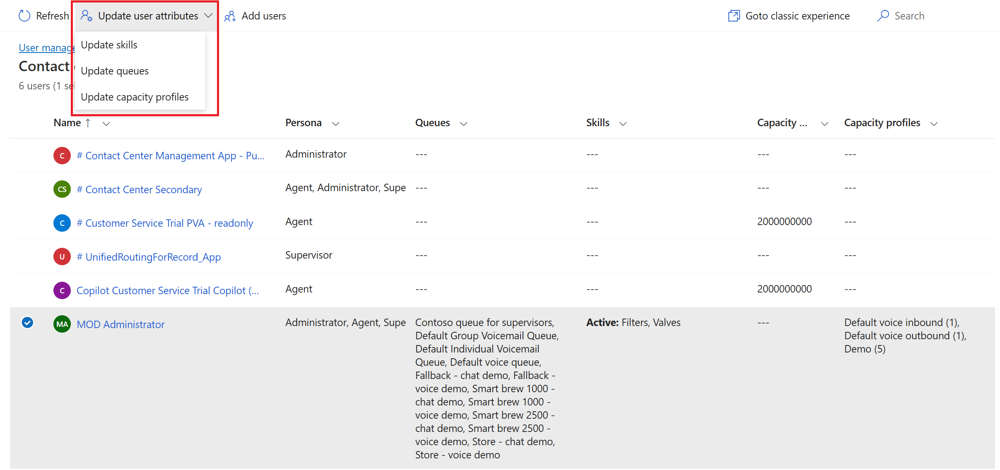 Refresh
Update user attributes
Add users
Goto classic experience
Search
Update skills
Update queues
Update capacity profiles
User manage
Contact
6 users (1 sel
Name ↑
Persona
Queues
Skills
Capacity ...
Capacity profiles
C # Contact Center Management App - Pu... Administrator --- --- --- ---
CS # Contact Center Secondary Agent, Administrator, Supe --- --- --- ---
C # Customer Service Trial PVA - readonly Agent --- --- 2000000000 ---
U # UnifiedRoutingForRecord_App Supervisor --- --- --- ---
C Copilot Customer Service Trial Copilot (... Agent --- --- 2000000000 ---
MA MOD Administrator
Administrator, Agent, Supe
Contoso queue for supervisors,
Default Group Voicemail Queue,
Default Individual Voicemail
Queue, Default voice queue,
Fallback - chat demo, Fallback -
voice demo, Smart brew 1000 -
chat demo, Smart brew 1000 -
voice demo, Smart brew 2500 -
chat demo, Smart brew 2500 -
voice demo, Store - chat demo,
Store - voice demo
Active: Filters, Valves
---
Default voice inbound (1),
Default voice outbound (1),
Demo (5)